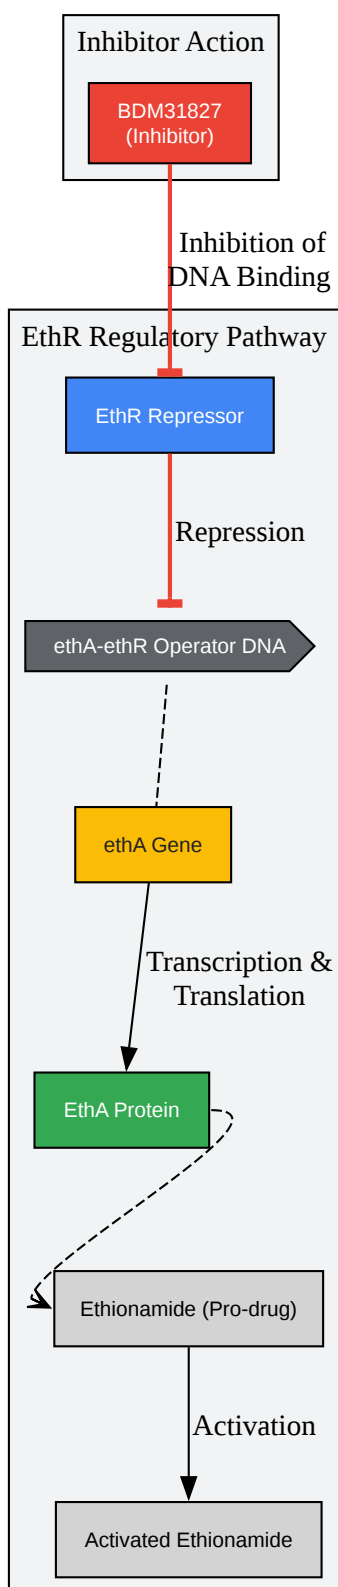 Inhibitor Action
BDM31827
(Inhibitor)
Inhibition of
DNA Binding
EthR Regulatory Pathway
EthR Repressor
Repression
ethA-ethR Operator DNA
ethA Gene
Transcription &
Translation
EthA Protein
Ethionamide (Pro-drug)
Activation
Activated Ethionamide